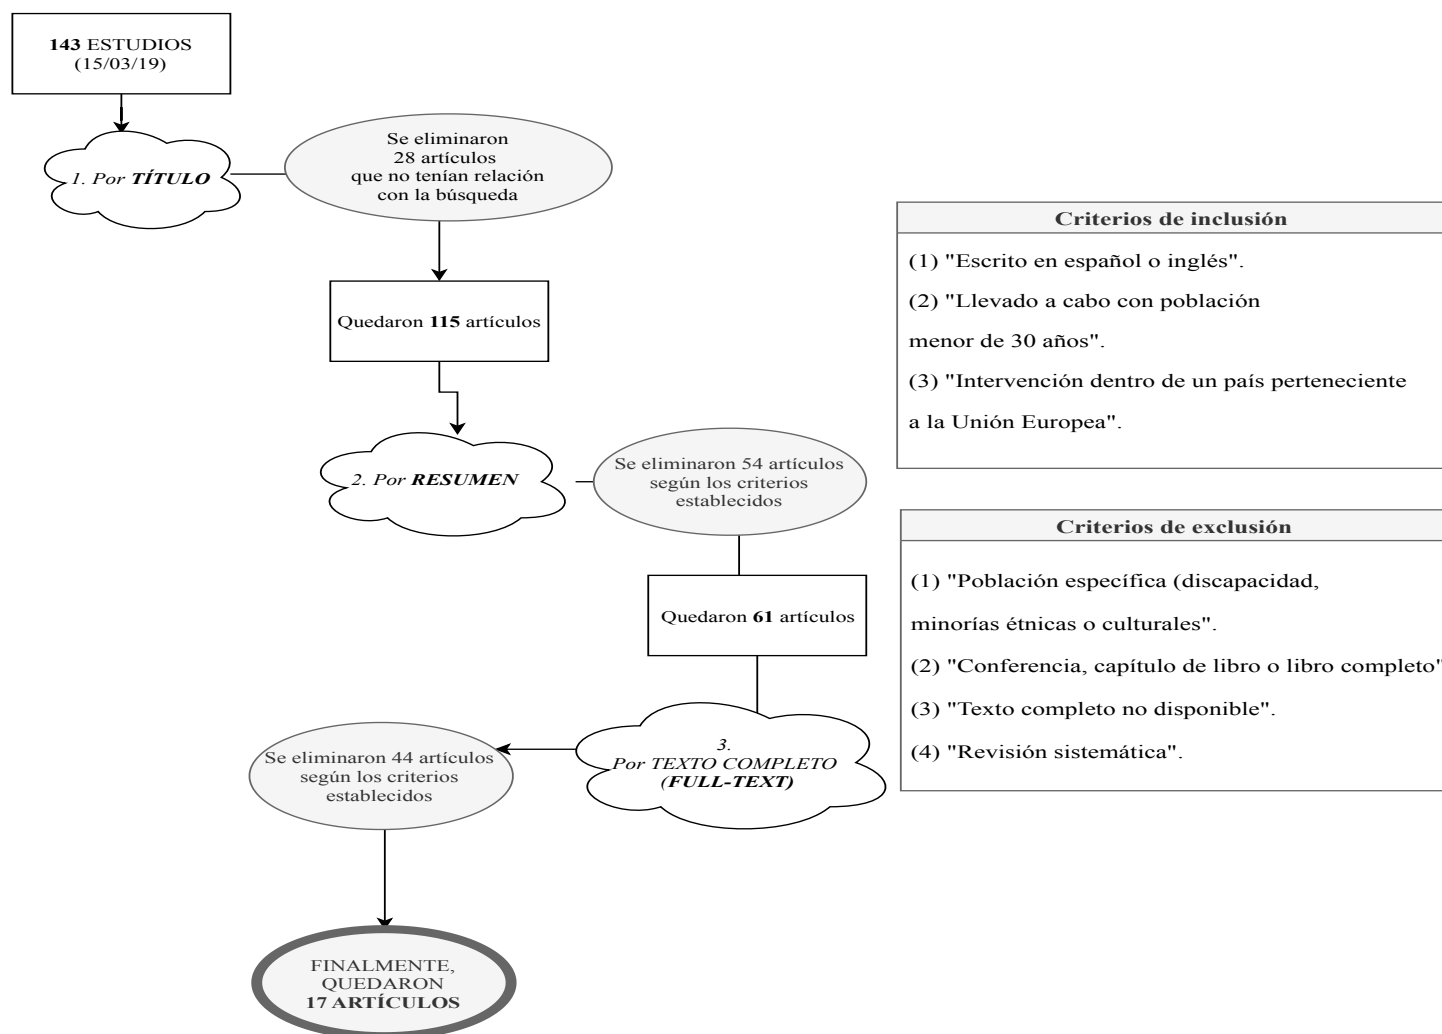 143 ESTUDIOS
(15/03/19)
1. Por TÍTULO
Se eliminaron
28 artículos
que no tenían relación
con la búsqueda
Quedaron 115 artículos
2. Por RESUMEN
Se eliminaron 54 artículos
según los criterios
establecidos
Quedaron 61 artículos
3.
Por TEXTO COMPLETO
(FULL-TEXT)
Se eliminaron 44 artículos
según los criterios
establecidos
FINALMENTE,
QUEDARON
17 ARTÍCULOS
Criterios de inclusión
(1) "Escrito en español o inglés".
(2) "Llevado a cabo con población
menor de 30 años".
(3) "Intervención dentro de un país perteneciente
a la Unión Europea".
Criterios de exclusión
(1) "Población específica (discapacidad,
minorías étnicas o culturales".
(2) "Conferencia, capítulo de libro o libro completo"
(3) "Texto completo no disponible".
(4) "Revisión sistemática".